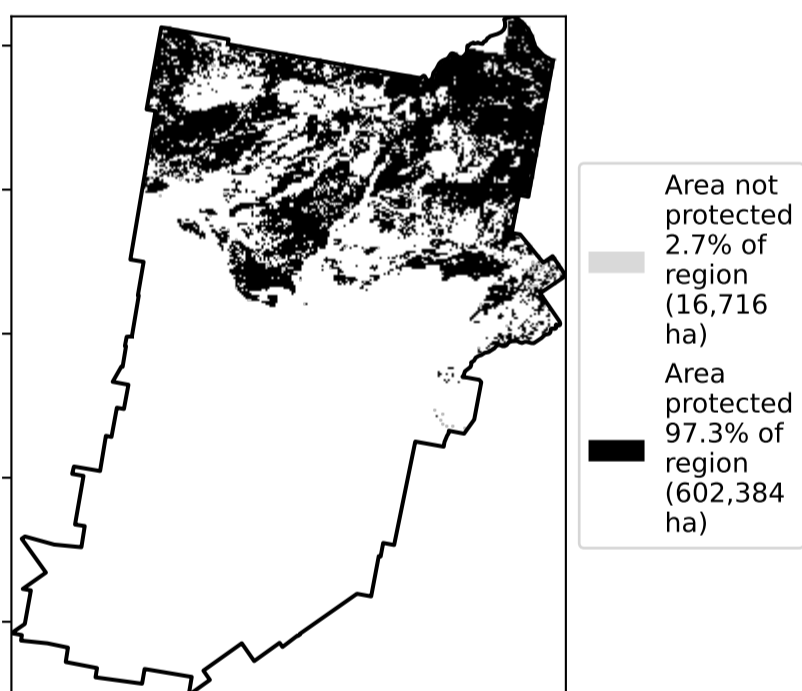 Area not
protected
2.7% of
region
(16,716
ha)
Area
protected
97.3% of
region
(602,384
ha)